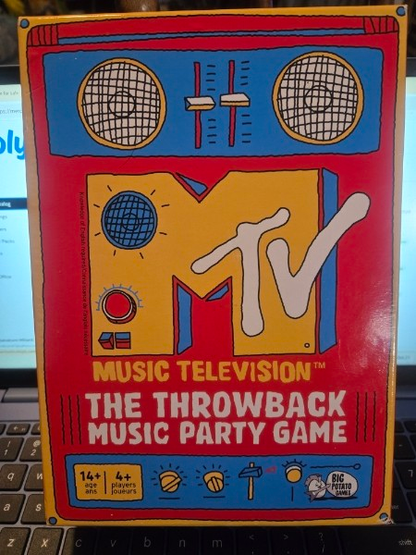 MTV
MUSIC TELEVISION™
THE THROWBACK
MUSIC PARTY GAME
14+ 4+
age players
ans joueurs
BIG
POTATO
GAMES